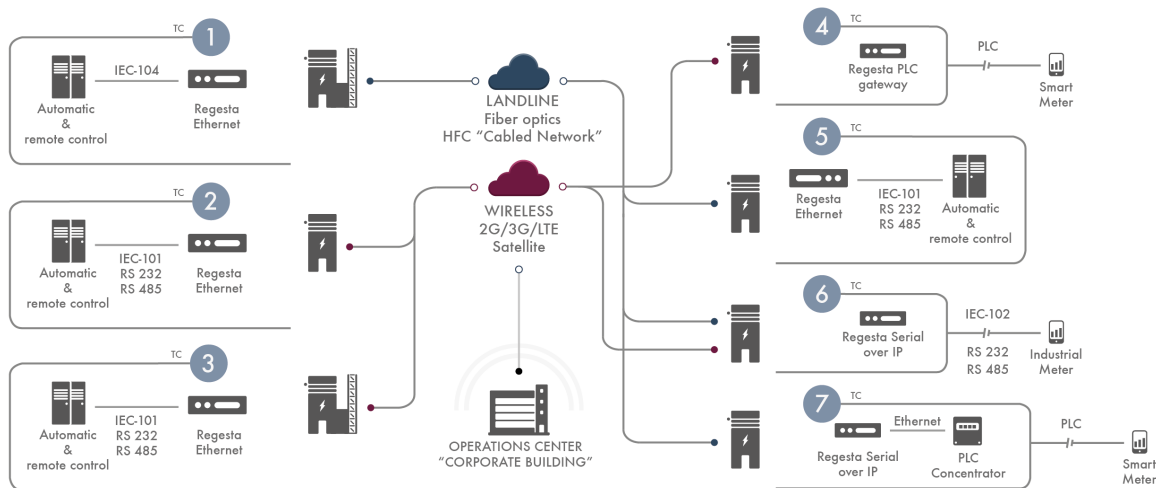 TC
1
IEC-104
Automatic
&
remote control
Regesta
Ethernet
TC
2
IEC-101
RS 232
RS 485
Automatic
&
remote control
Regesta
Ethernet
TC
3
IEC-101
RS 232
RS 485
Automatic
&
remote control
Regesta
Ethernet
LANDLINE
Fiber optics
HFC “Cabled Network”
WIRELESS
2G/3G/LTE
Satellite
OPERATIONS CENTER
“CORPORATE BUILDING”
4
TC
Regesta PLC
gateway
PLC
Smart
Meter
5
TC
Regesta
Ethernet
IEC-101
RS 232
RS 485
Automatic
&
remote control
6
TC
Regesta Serial
over IP
IEC-102
RS 232
RS 485
Industrial
Meter
7
TC
Ethernet
Regesta Serial
over IP
PLC
Concentrator
PLC
Smart
Meter